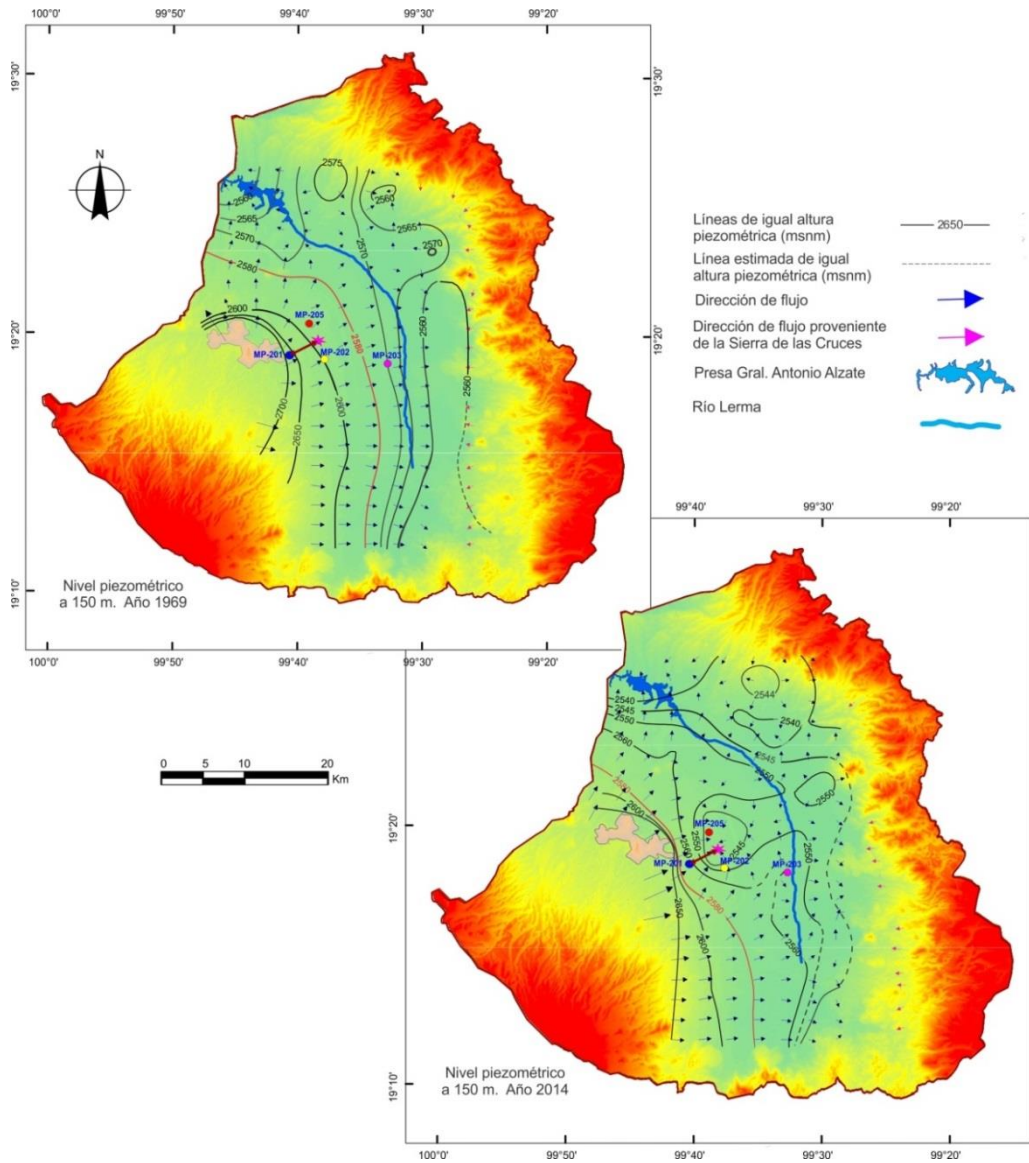 100°0'
99°50'
99°40'
99°30'
99°20'
19°30'
19°30'
N
2575
2560
2560
2565
2565
2570
2570
2570
2580
2580
2560
2560
2600
2600
2700
2650
MP-205
MP-201
MP-202
MP-203
19°20'
19°20'
19°10'
Nivel piezométrico
a 150 m. Año 1969
100°0'
99°50'
99°40'
99°30'
99°20'
Líneas de igual altura
piezométrica (msnm)
2650
Línea estimada de igual
altura piezométrica (msnm)
Dirección de flujo
Dirección de flujo proveniente
de la Sierra de las Cruces
Presa Gral. Antonio Alzate
Río Lerma
0 5 10 20
Km
99°40'
99°30'
99°20'
2544
2540
2540
2545
2545
2550
2550
2550
2560
2600
2550
2545
2550
2560
2650
2600
2580
2560
MP-205
MP-201
MP-202
MP-203
19°20'
19°10'
Nivel piezométrico
a 150 m. Año 2014
100°0'
99°50'
99°40'
99°30'
99°20'